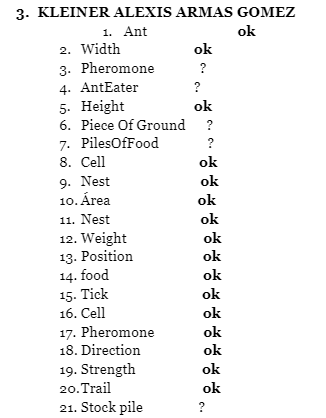 3. KLEINER ALEXIS ARMAS GOMEZ
1. Ant ok
2. Width ok
3. Pheromone ?
4. AntEater ?
5. Height ok
6. Piece Of Ground ?
7. PilesOfFood ?
8. Cell ok
9. Nest ok
10. Área ok
11. Nest ok
12. Weight ok
13. Position ok
14. food ok
15. Tick ok
16. Cell ok
17. Pheromone ok
18. Direction ok
19. Strength ok
20. Trail ok
21. Stock pile ?